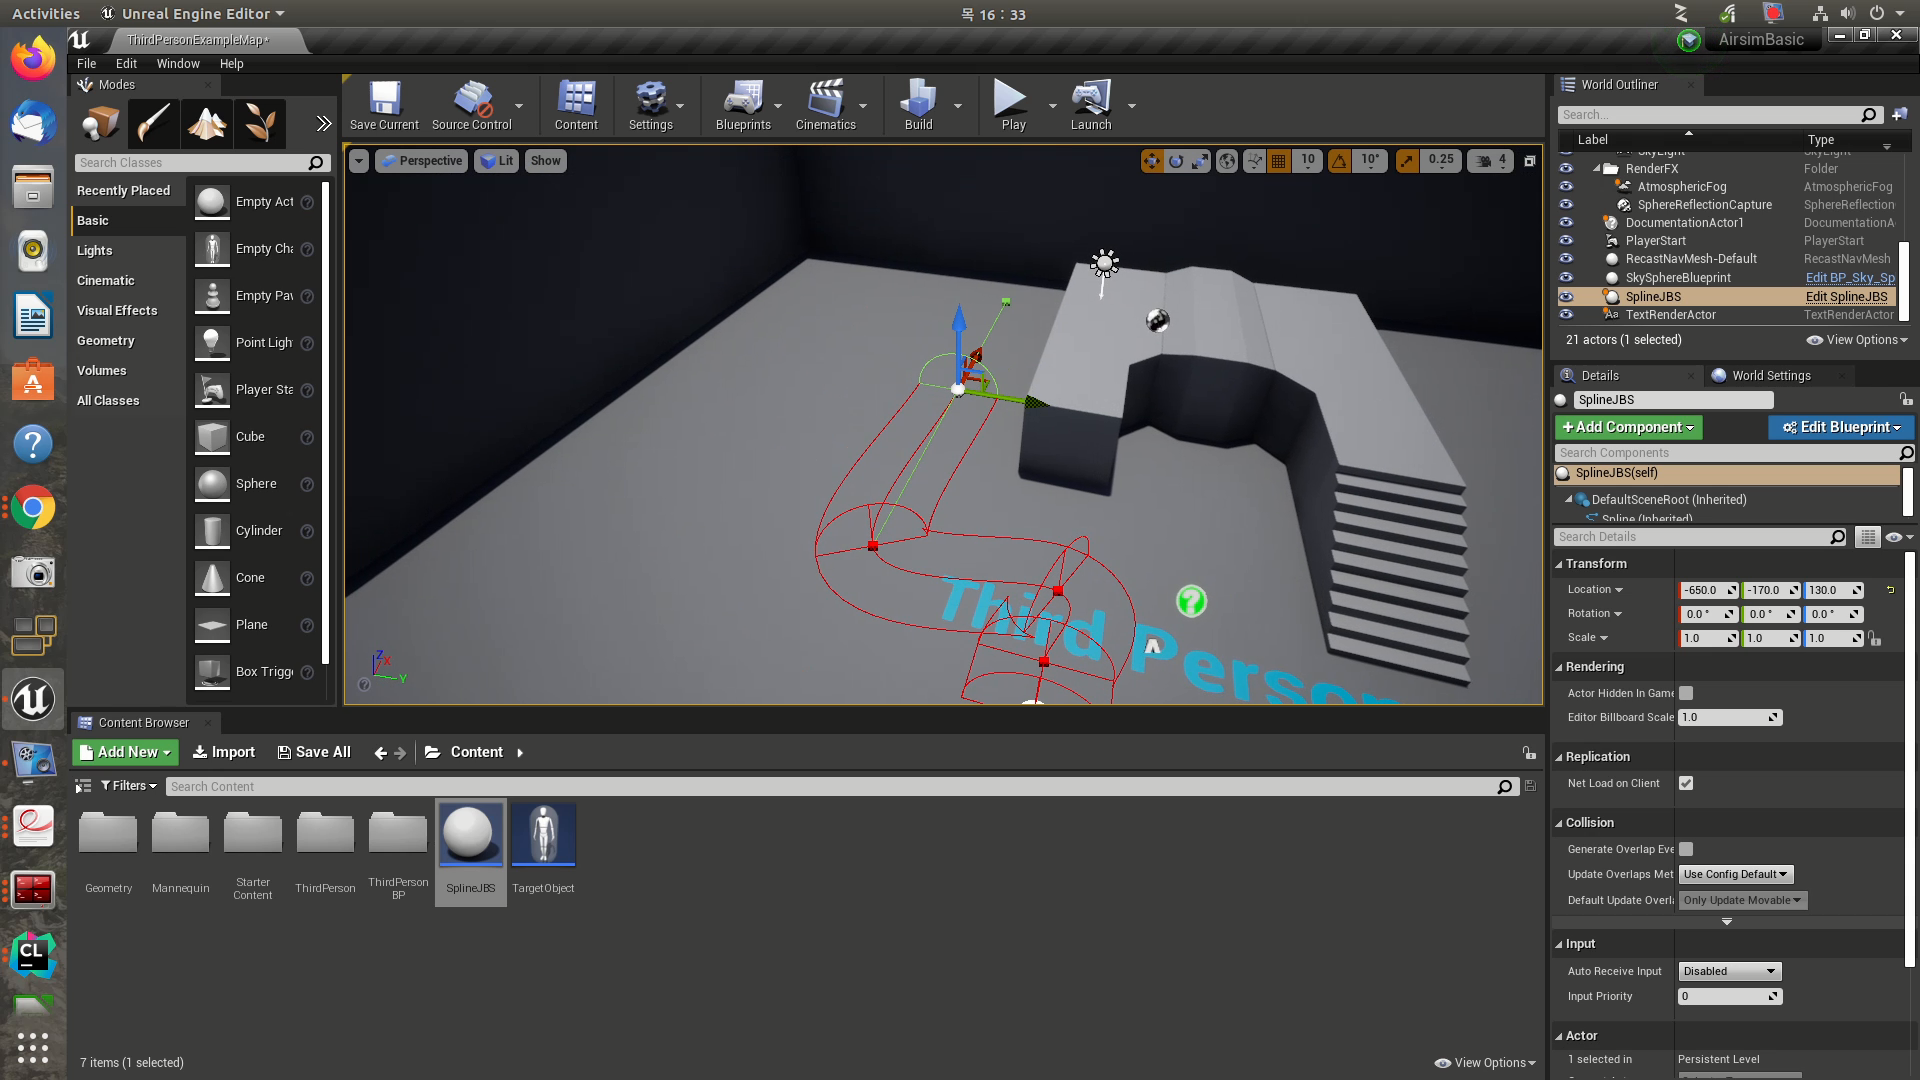 Activities
Unreal Engine Editor
목 16 : 33
ThirdPersonExampleMap*
AirsimBasic
File Edit Window Help
Modes
Search Classes
Recently Placed
Basic
Lights
Cinematic
Visual Effects
Geometry
Volumes
All Classes
Empty Act
Empty Cha
Empty Paw
Point Ligh
Player Sta
Cube
Sphere
Cylinder
Cone
Plane
Box Trigge
Save Current
Source Control
Content
Settings
Blueprints
Cinematics
Build
Play
Launch
Perspective
Lit
Show
10
10°
0.25
4
Third Person
Z
X
Y
World Outliner
Search...
Label Type
SkyLight
RenderFX Folder
AtmosphericFog AtmosphericFog
SphereReflectionCapture SphereReflection
DocumentationActor1 DocumentationA
PlayerStart PlayerStart
RecastNavMesh-Default RecastNavMesh
SkySphereBlueprint Edit BP_Sky_Sp
SplineJBS Edit SplineJBS
TextRenderActor TextRenderActor
21 actors (1 selected)
View Options
Details
World Settings
SplineJBS
+Add Component
Edit Blueprint
Search Components
SplineJBS(self)
DefaultSceneRoot (Inherited)
Spline (Inherited)
Search Details
Transform
Location -650.0 -170.0 130.0
Rotation 0.0 ° 0.0 ° 0.0 °
Scale 1.0 1.0 1.0
Rendering
Actor Hidden In Game
Editor Billboard Scale 1.0
Replication
Net Load on Client
Collision
Generate Overlap Eve
Update Overlaps Met Use Config Default
Default Update Overla Only Update Movable
Input
Auto Receive Input Disabled
Input Priority 0
Actor
1 selected in Persistent Level
Content Browser
Add New
Import
Save All
Content
Filters
Search Content
Geometry
Mannequin
Starter
Content
ThirdPerson
ThirdPerson
BP
SplineJBS
TargetObject
7 items (1 selected)
View Options
CL